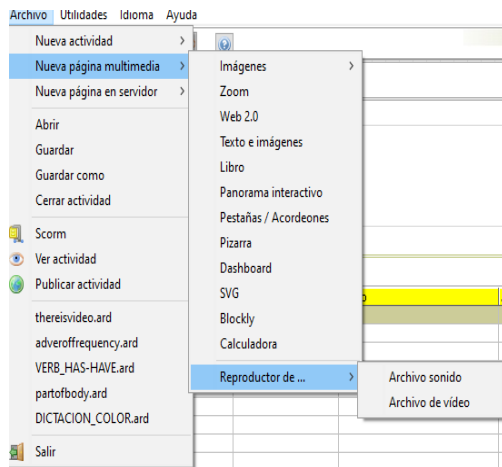 Archivo Utilidades Idioma Ayuda
Nueva actividad
Nueva página multimedia
Nueva página en servidor
Abrir
Guardar
Guardar como
Cerrar actividad
Scorm
Ver actividad
Publicar actividad
thereisvideo.ard
adveroffrequency.ard
VERB_HAS-HAVE.ard
partofbody.ard
DICTACION_COLOR.ard
Salir
Imágenes
Zoom
Web 2.0
Texto e imágenes
Libro
Panorama interactivo
Pestañas / Acordeones
Pizarra
Dashboard
SVG
Blockly
Calculadora
Reproductor de ...
Archivo sonido
Archivo de vídeo